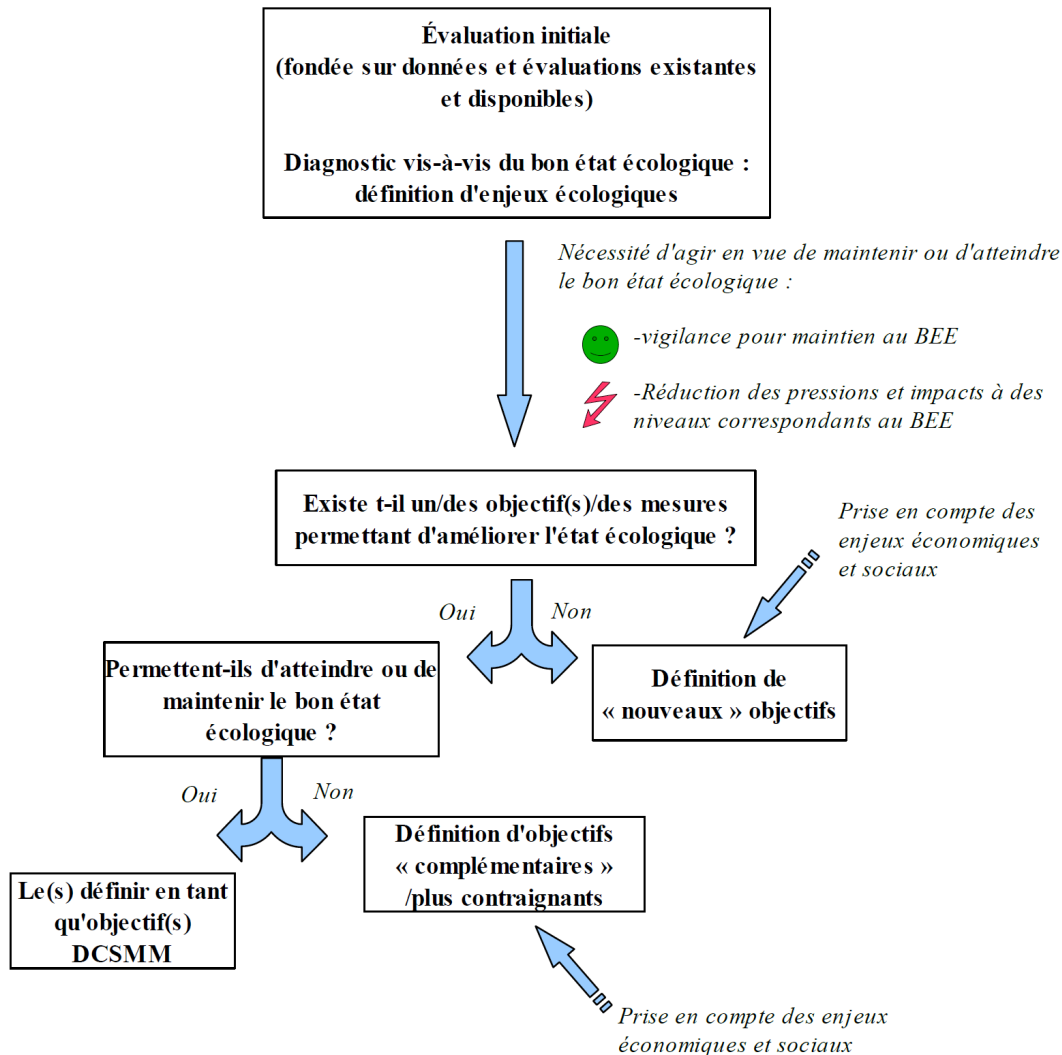 Évaluation initiale
(fondée sur données et évaluations existantes
et disponibles)
Diagnostic vis-à-vis du bon état écologique :
définition d'enjeux écologiques
Nécessité d'agir en vue de maintenir ou d'atteindre
le bon état écologique :
-vigilance pour maintien au BEE
-Réduction des pressions et impacts à des
niveaux correspondants au BEE
Existe t-il un/des objectif(s)/des mesures
permettant d'améliorer l'état écologique ?
Prise en compte des
enjeux économiques
et sociaux
Oui
Non
Permettent-ils d'atteindre ou de
maintenir le bon état
écologique ?
Définition de
« nouveaux » objectifs
Oui
Non
Définition d'objectifs
« complémentaires »
/plus contraignants
Le(s) définir en tant
qu'objectif(s)
DCSMM
Prise en compte des enjeux
économiques et sociaux